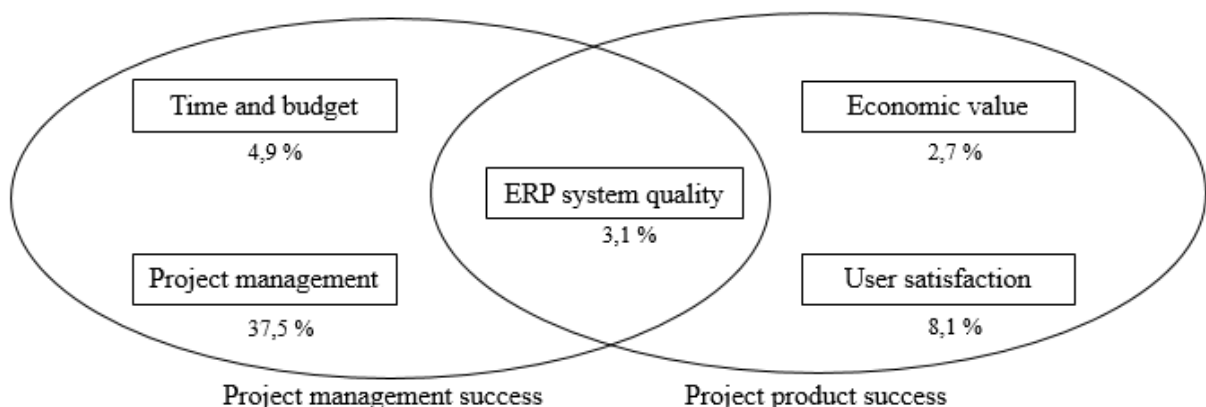 Time and budget
4,9 %
Economic value
2,7 %
ERP system quality
3,1 %
Project management
37,5 %
User satisfaction
8,1 %
Project management success
Project product success